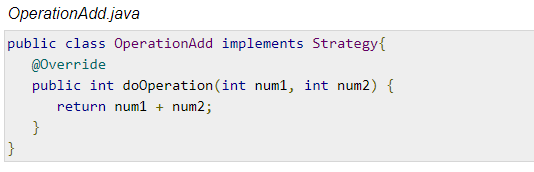 OperationAdd.java
public class OperationAdd implements Strategy{
   @Override
   public int doOperation(int num1, int num2) {
      return num1 + num2;
   }
}